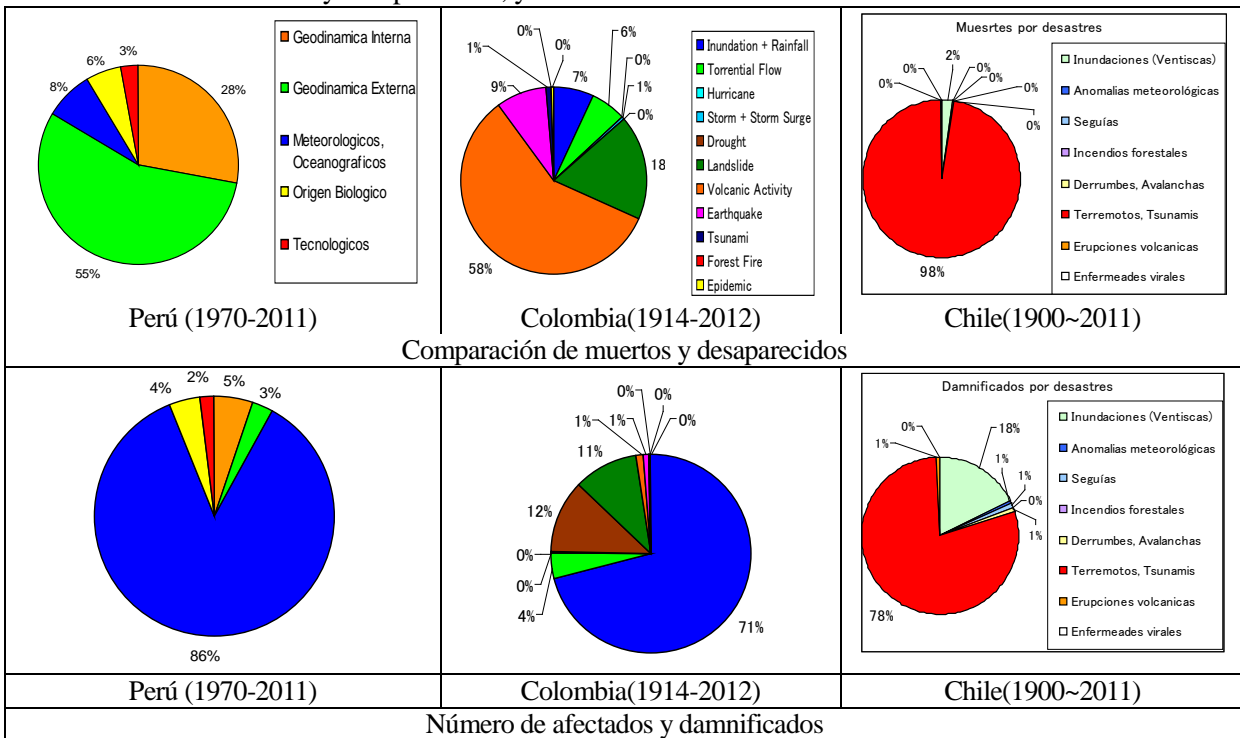 3%
6%
8%
28%
55%
Geodinamica Interna
Geodinamica Externa
Meteorologicos,
Oceanograficos
Origen Biologico
Tecnologicos
Perú (1970-2011)
0%
0%
6%
1%
7%
0%
9%
1%
0%
18
58%
Inundation + Rainfall
Torrential Flow
Hurricane
Storm + Storm Surge
Drought
Landslide
Volcanic Activity
Earthquake
Tsunami
Forest Fire
Epidemic
Colombia(1914-2012)
Muesrtes por desastres
0%
2%
0%
0%
0%
0%
0%
98%
Inundaciones (Ventiscas)
Anomalias meteorológicas
Seguías
Incendios forestales
Derrumbes, Avalanchas
Terremotos, Tsunamis
Erupciones volcanicas
Enfermeades virales
Chile(1900~2011)
Comparación de muertos y desaparecidos
4%
2%
5%
3%
86%
Perú (1970-2011)
0%
0%
1%
1%
0%
11%
12%
0%
0%
4%
71%
Colombia(1914-2012)
Damnificados por desastres
0%
18%
1%
1%
1%
0%
1%
78%
Inundaciones (Ventiscas)
Anomalias meteorológicas
Seguías
Incendios forestales
Derrumbes, Avalanchas
Terremotos, Tsunamis
Erupciones volcanicas
Enfermeades virales
Chile(1900~2011)
Número de afectados y damnificados